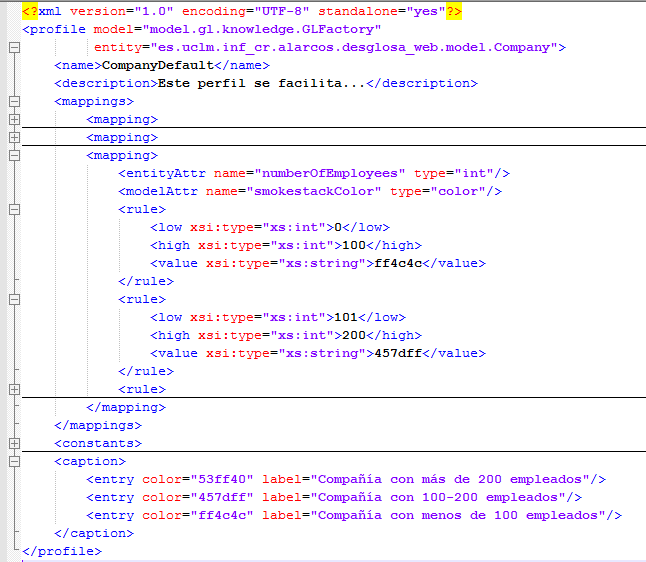 <?xml version="1.0" encoding="UTF-8" standalone="yes"?>
<profile model="model.gl.knowledge.GLFactory"
entity="es.uclm.inf_cr.alarcos.desglosa_web.model.Company">
<name>CompanyDefault</name>
<description>Este perfil se facilita...</description>
<mappings>
<mapping>
<mapping>
<mapping>
<entityAttr name="numberOfEmployees" type="int"/>
<modelAttr name="smokestackColor" type="color"/>
<rule>
<low xsi:type="xs:int">0</low>
<high xsi:type="xs:int">100</high>
<value xsi:type="xs:string">ff4c4c</value>
</rule>
<rule>
<low xsi:type="xs:int">101</low>
<high xsi:type="xs:int">200</high>
<value xsi:type="xs:string">457dff</value>
</rule>
<rule>
</mapping>
</mappings>
<constants>
<caption>
<entry color="53ff40" label="Compañía con más de 200 empleados"/>
<entry color="457dff" label="Compañía con 100-200 empleados"/>
<entry color="ff4c4c" label="Compañía con menos de 100 empleados"/>
</caption>
</profile>